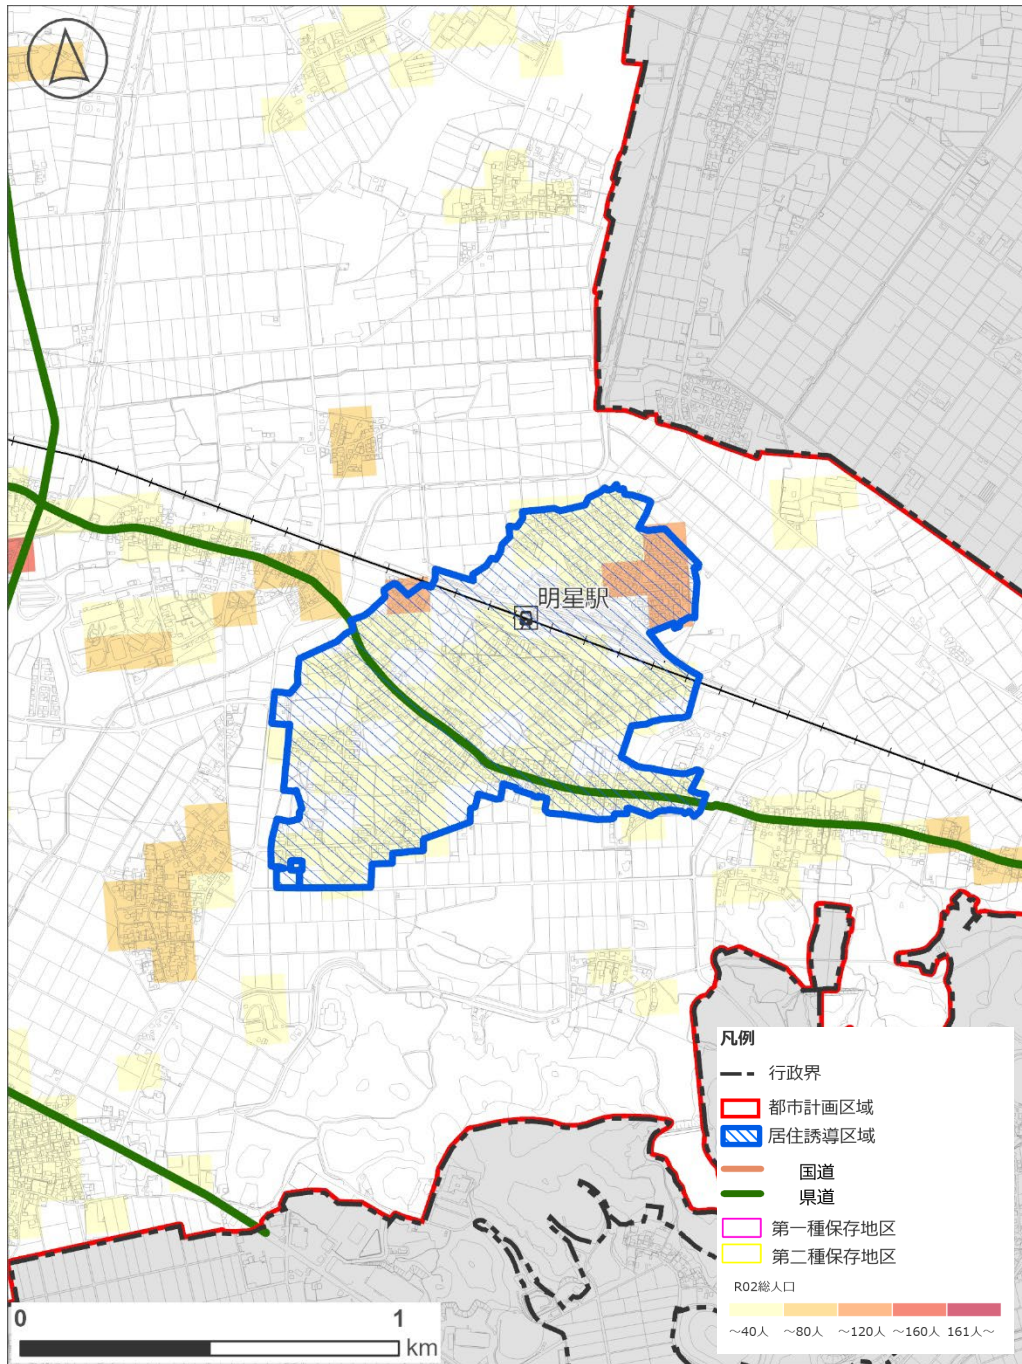 明星駅
凡例
行政界
都市計画区域
居住誘導区域
国道
県道
第一種保存地区
第二種保存地区
R02総人口
～40人 ～80人 ～120人 ～160人 161人～
0 1
km